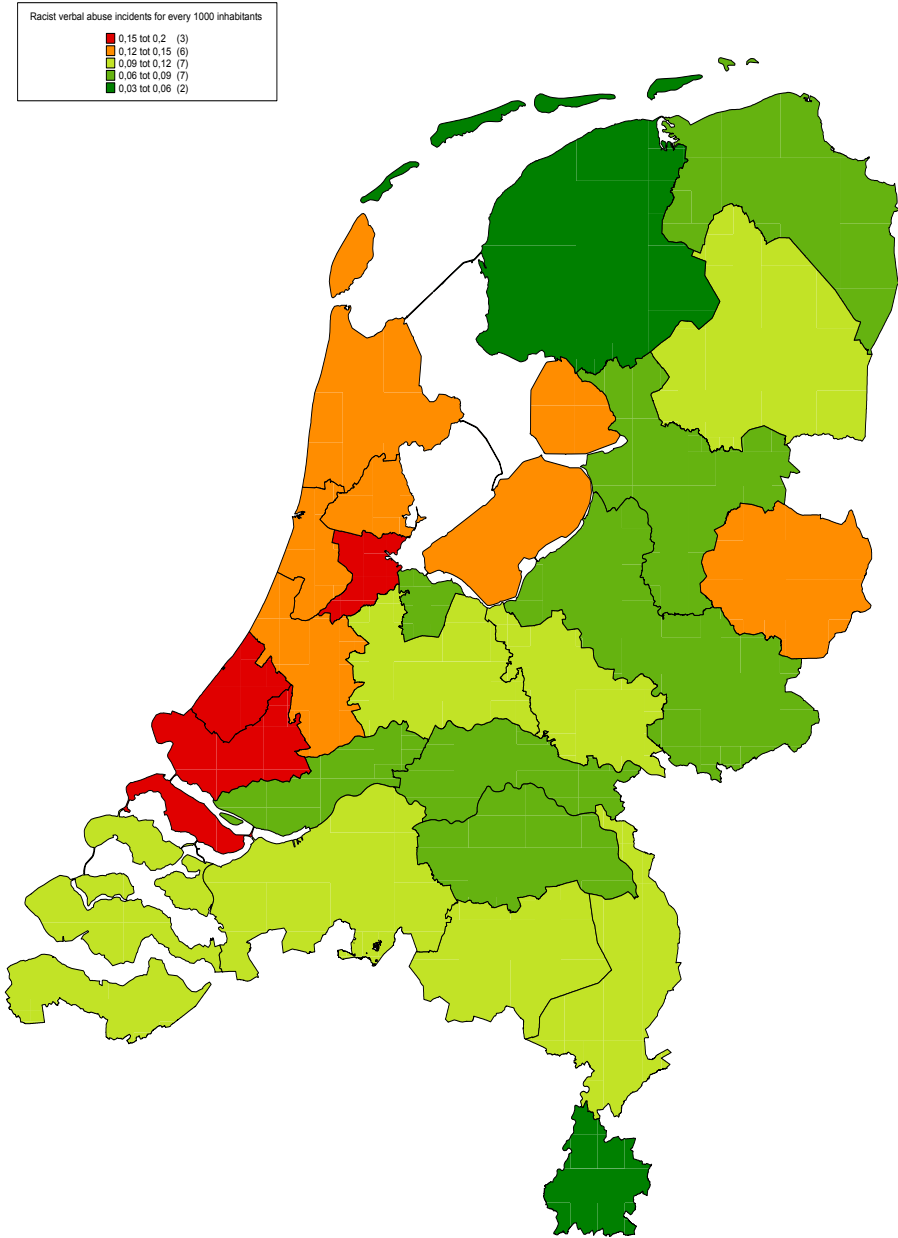 Racist verbal abuse incidents for every 1000 inhabitants
0,15 tot 0,2 (3)
0,12 tot 0,15 (6)
0,09 tot 0,12 (7)
0,06 tot 0,09 (7)
0,03 tot 0,06 (2)